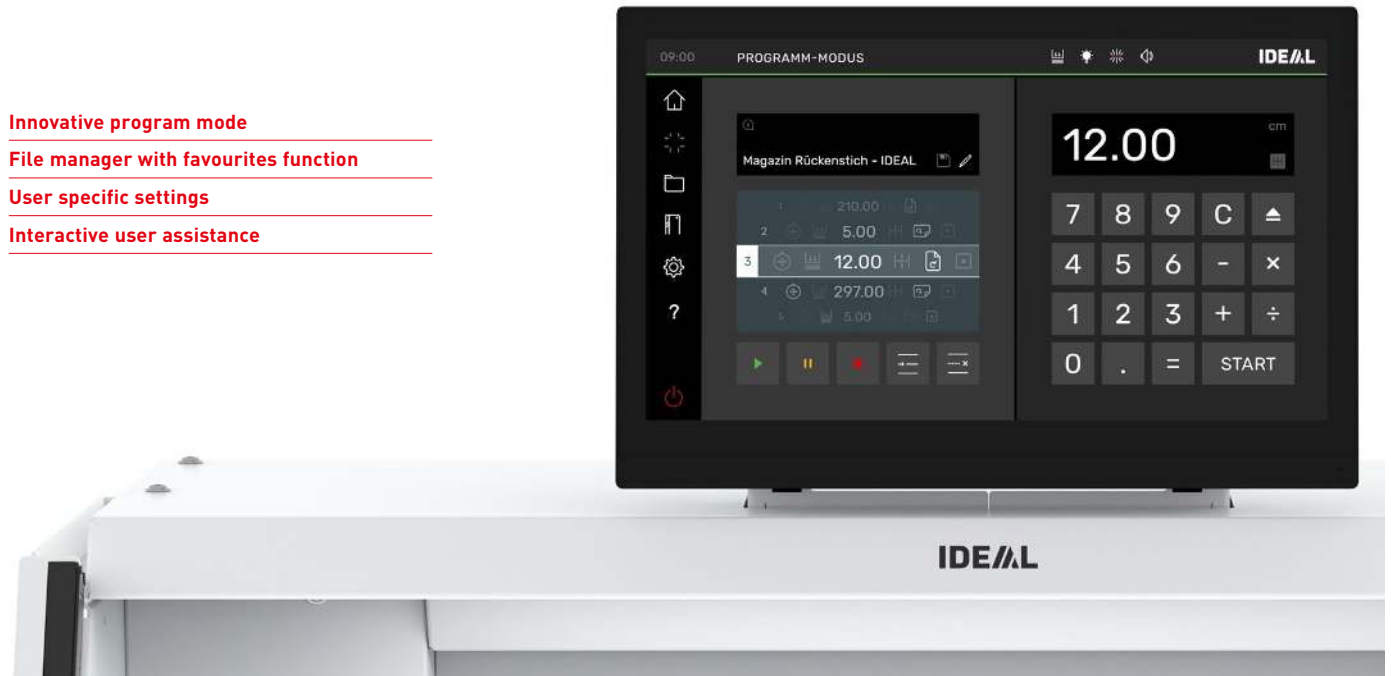 Innovative program mode
File manager with favourites function
User specific settings
Interactive user assistance
09:00 PROGRAMM-MODUS IDEAL
Magazin Rückenstich - IDEAL
1 210.00
2 5.00
3 12.00
4 297.00
5.00
?
12.00 cm
7 8 9 C
4 5 6 - ×
1 2 3 + ÷
0 . = START
IDEAL